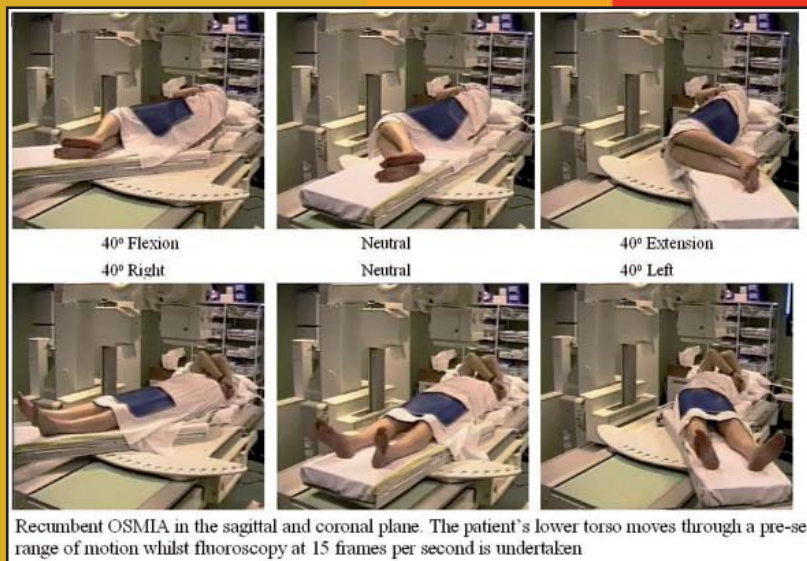 40º Flexion Neutral 40º Extension
40º Right Neutral 40º Left
Recumbent OSMIA in the sagittal and coronal plane. The patient's lower torso moves through a pre-se
range of motion whilst fluoroscopy at 15 frames per second is undertaken